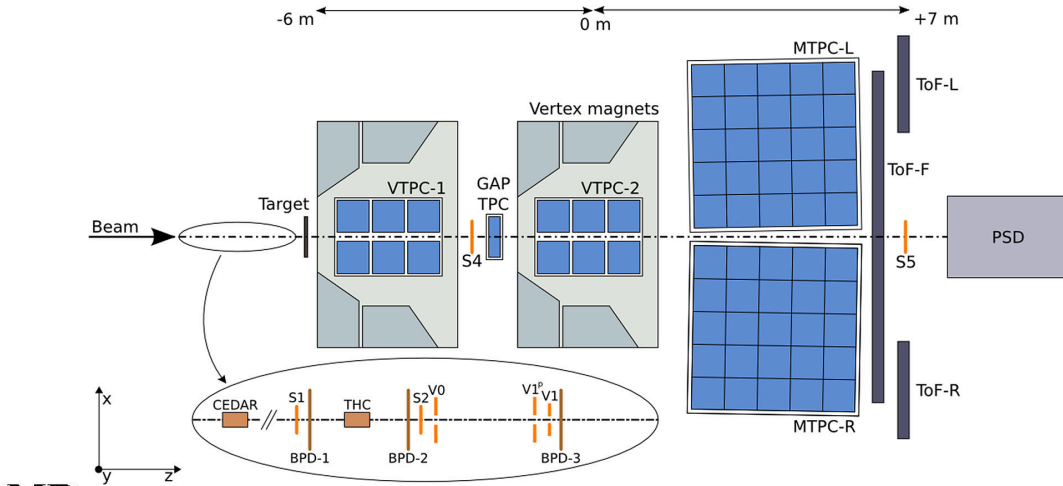 -6 m
0 m
+7 m
MTPC-L
ToF-L
Vertex magnets
ToF-F
VTPC-1
GAP
TPC
VTPC-2
Target
Beam
S4
S5
PSD
ToF-R
MTPC-R
CEDAR
S1
THC
S2
V0
V1ᵖ
V1
BPD-1
BPD-2
BPD-3
x
y
z